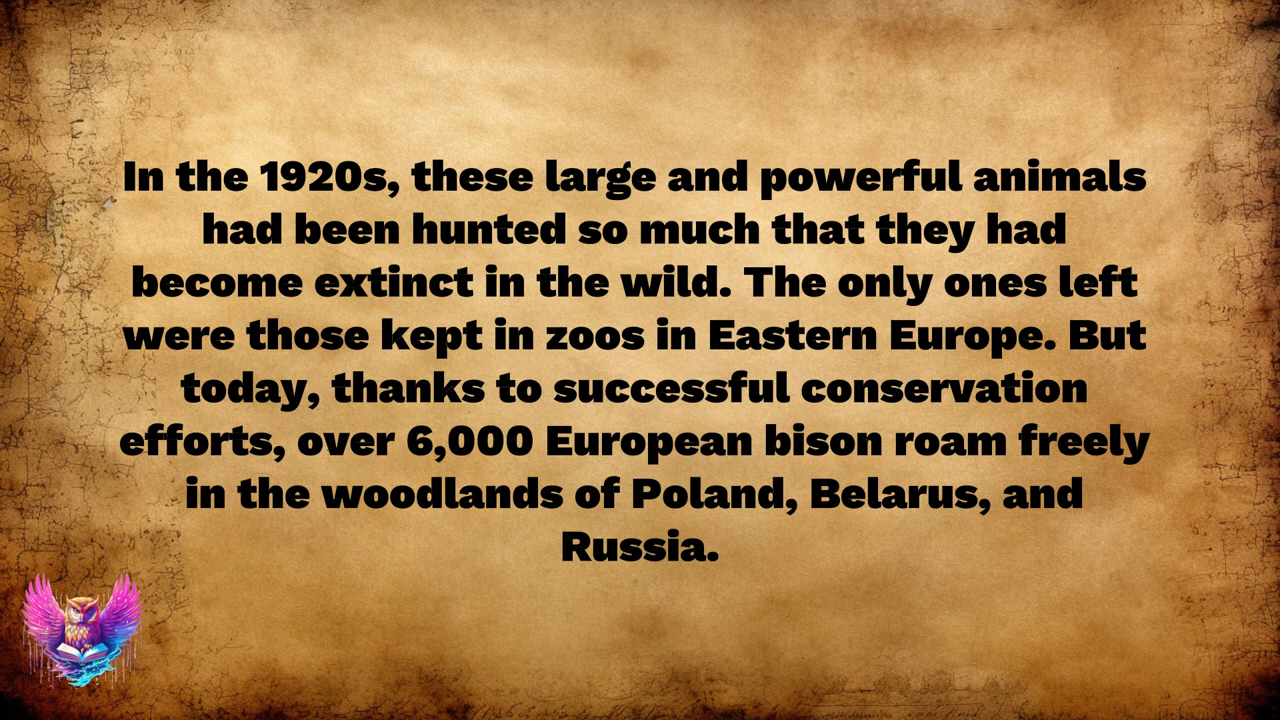 In the 1920s, these large and powerful animals
had been hunted so much that they had
become extinct in the wild. The only ones left
were those kept in zoos in Eastern Europe. But
today, thanks to successful conservation
efforts, over 6,000 European bison roam freely
in the woodlands of Poland, Belarus, and
Russia.